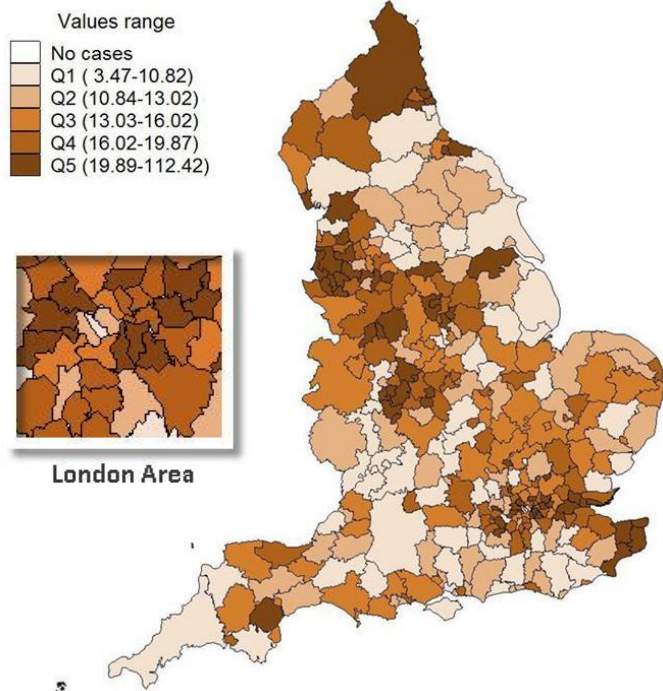 Values range
No cases
Q1 ( 3.47-10.82)
Q2 (10.84-13.02)
Q3 (13.03-16.02)
Q4 (16.02-19.87)
Q5 (19.89-112.42)
London Area